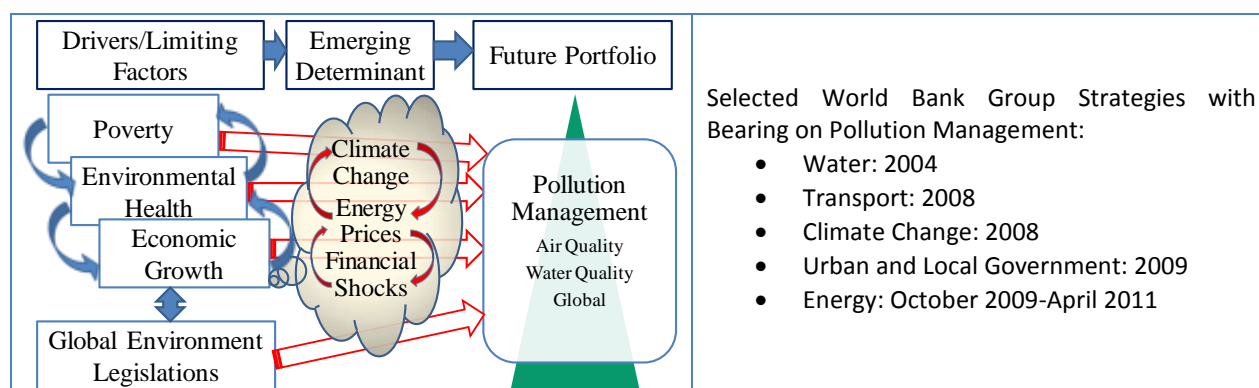 Drivers/Limiting
Factors
Emerging
Determinant
Future Portfolio
Poverty
Environmental
Health
Economic
Growth
Global Environment
Legislations
Climate
Change
Energy
Prices
Financial
Shocks
Pollution
Management
Air Quality
Water Quality
Global
Selected World Bank Group Strategies with
Bearing on Pollution Management:
• Water: 2004
• Transport: 2008
• Climate Change: 2008
• Urban and Local Government: 2009
• Energy: October 2009-April 2011